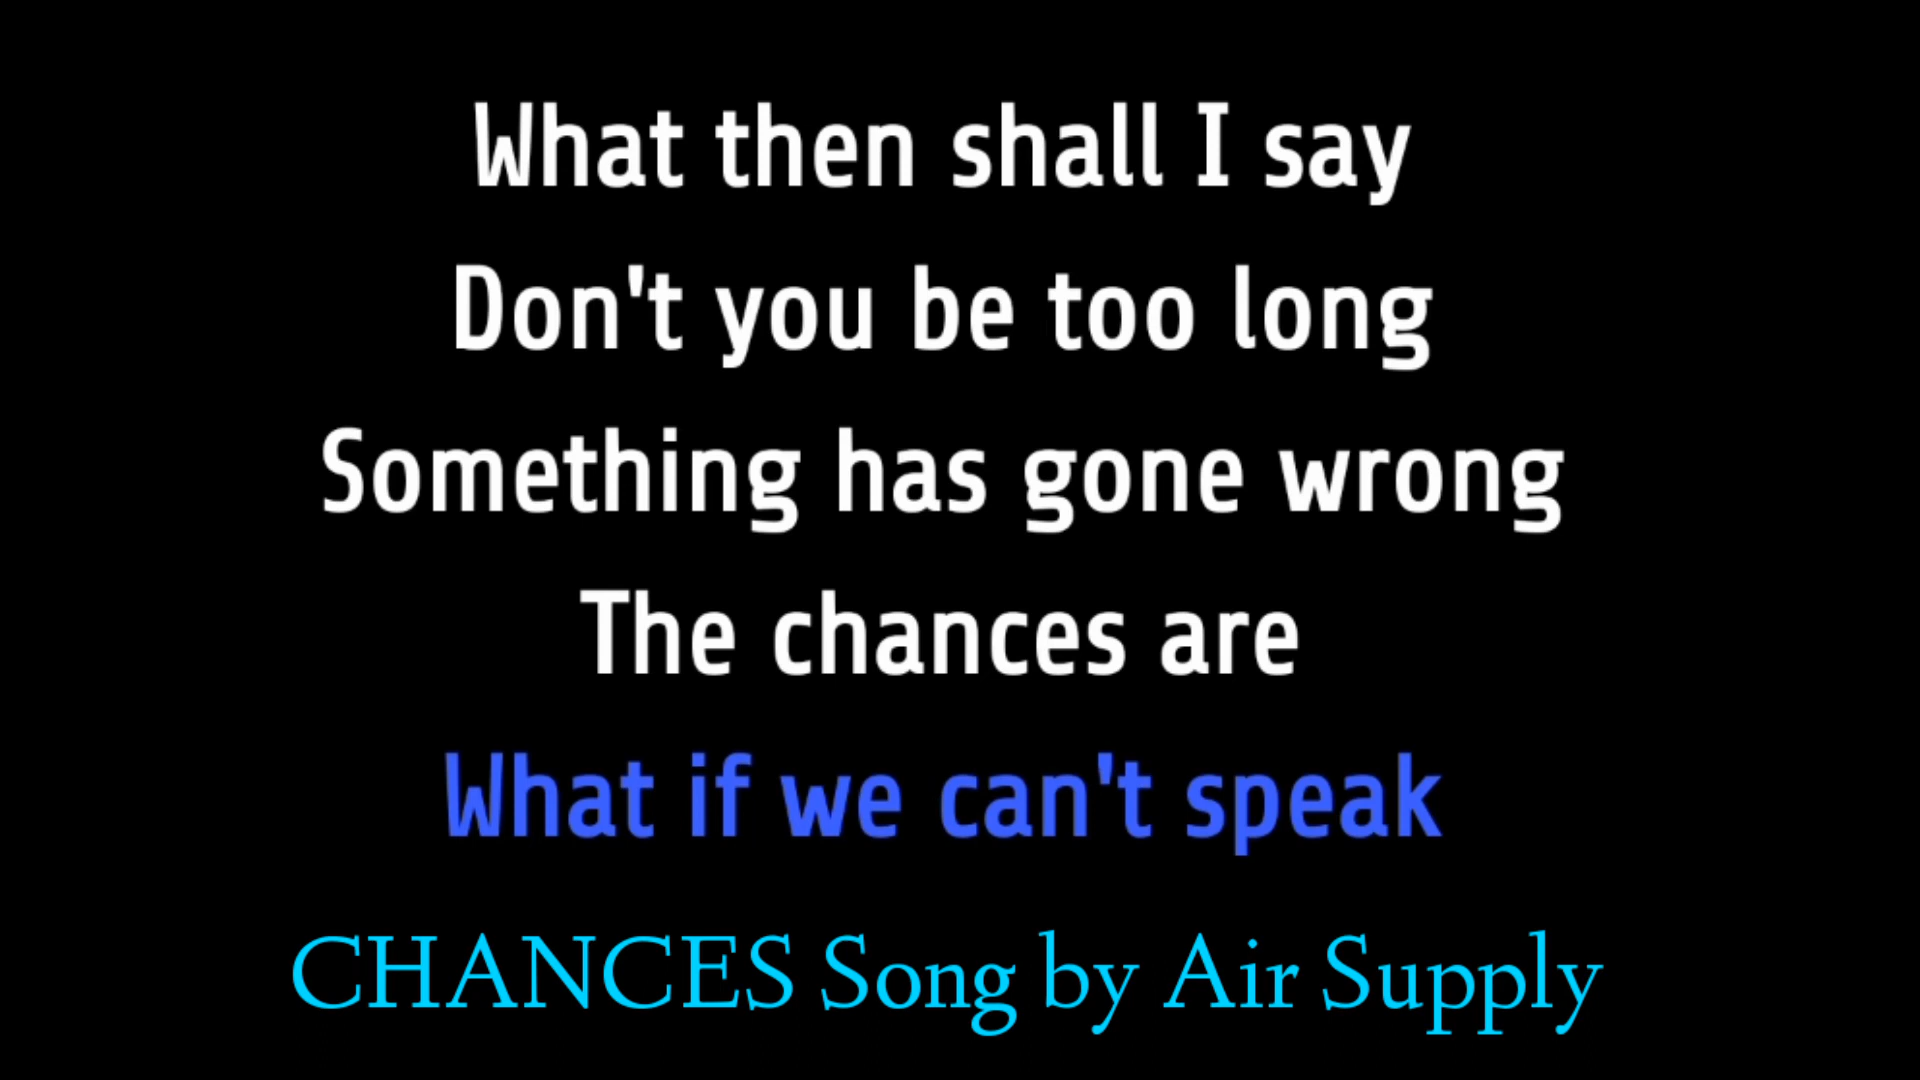 What then shall I say
Don't you be too long
Something has gone wrong
The chances are
What if we can't speak
CHANCES Song by Air Supply